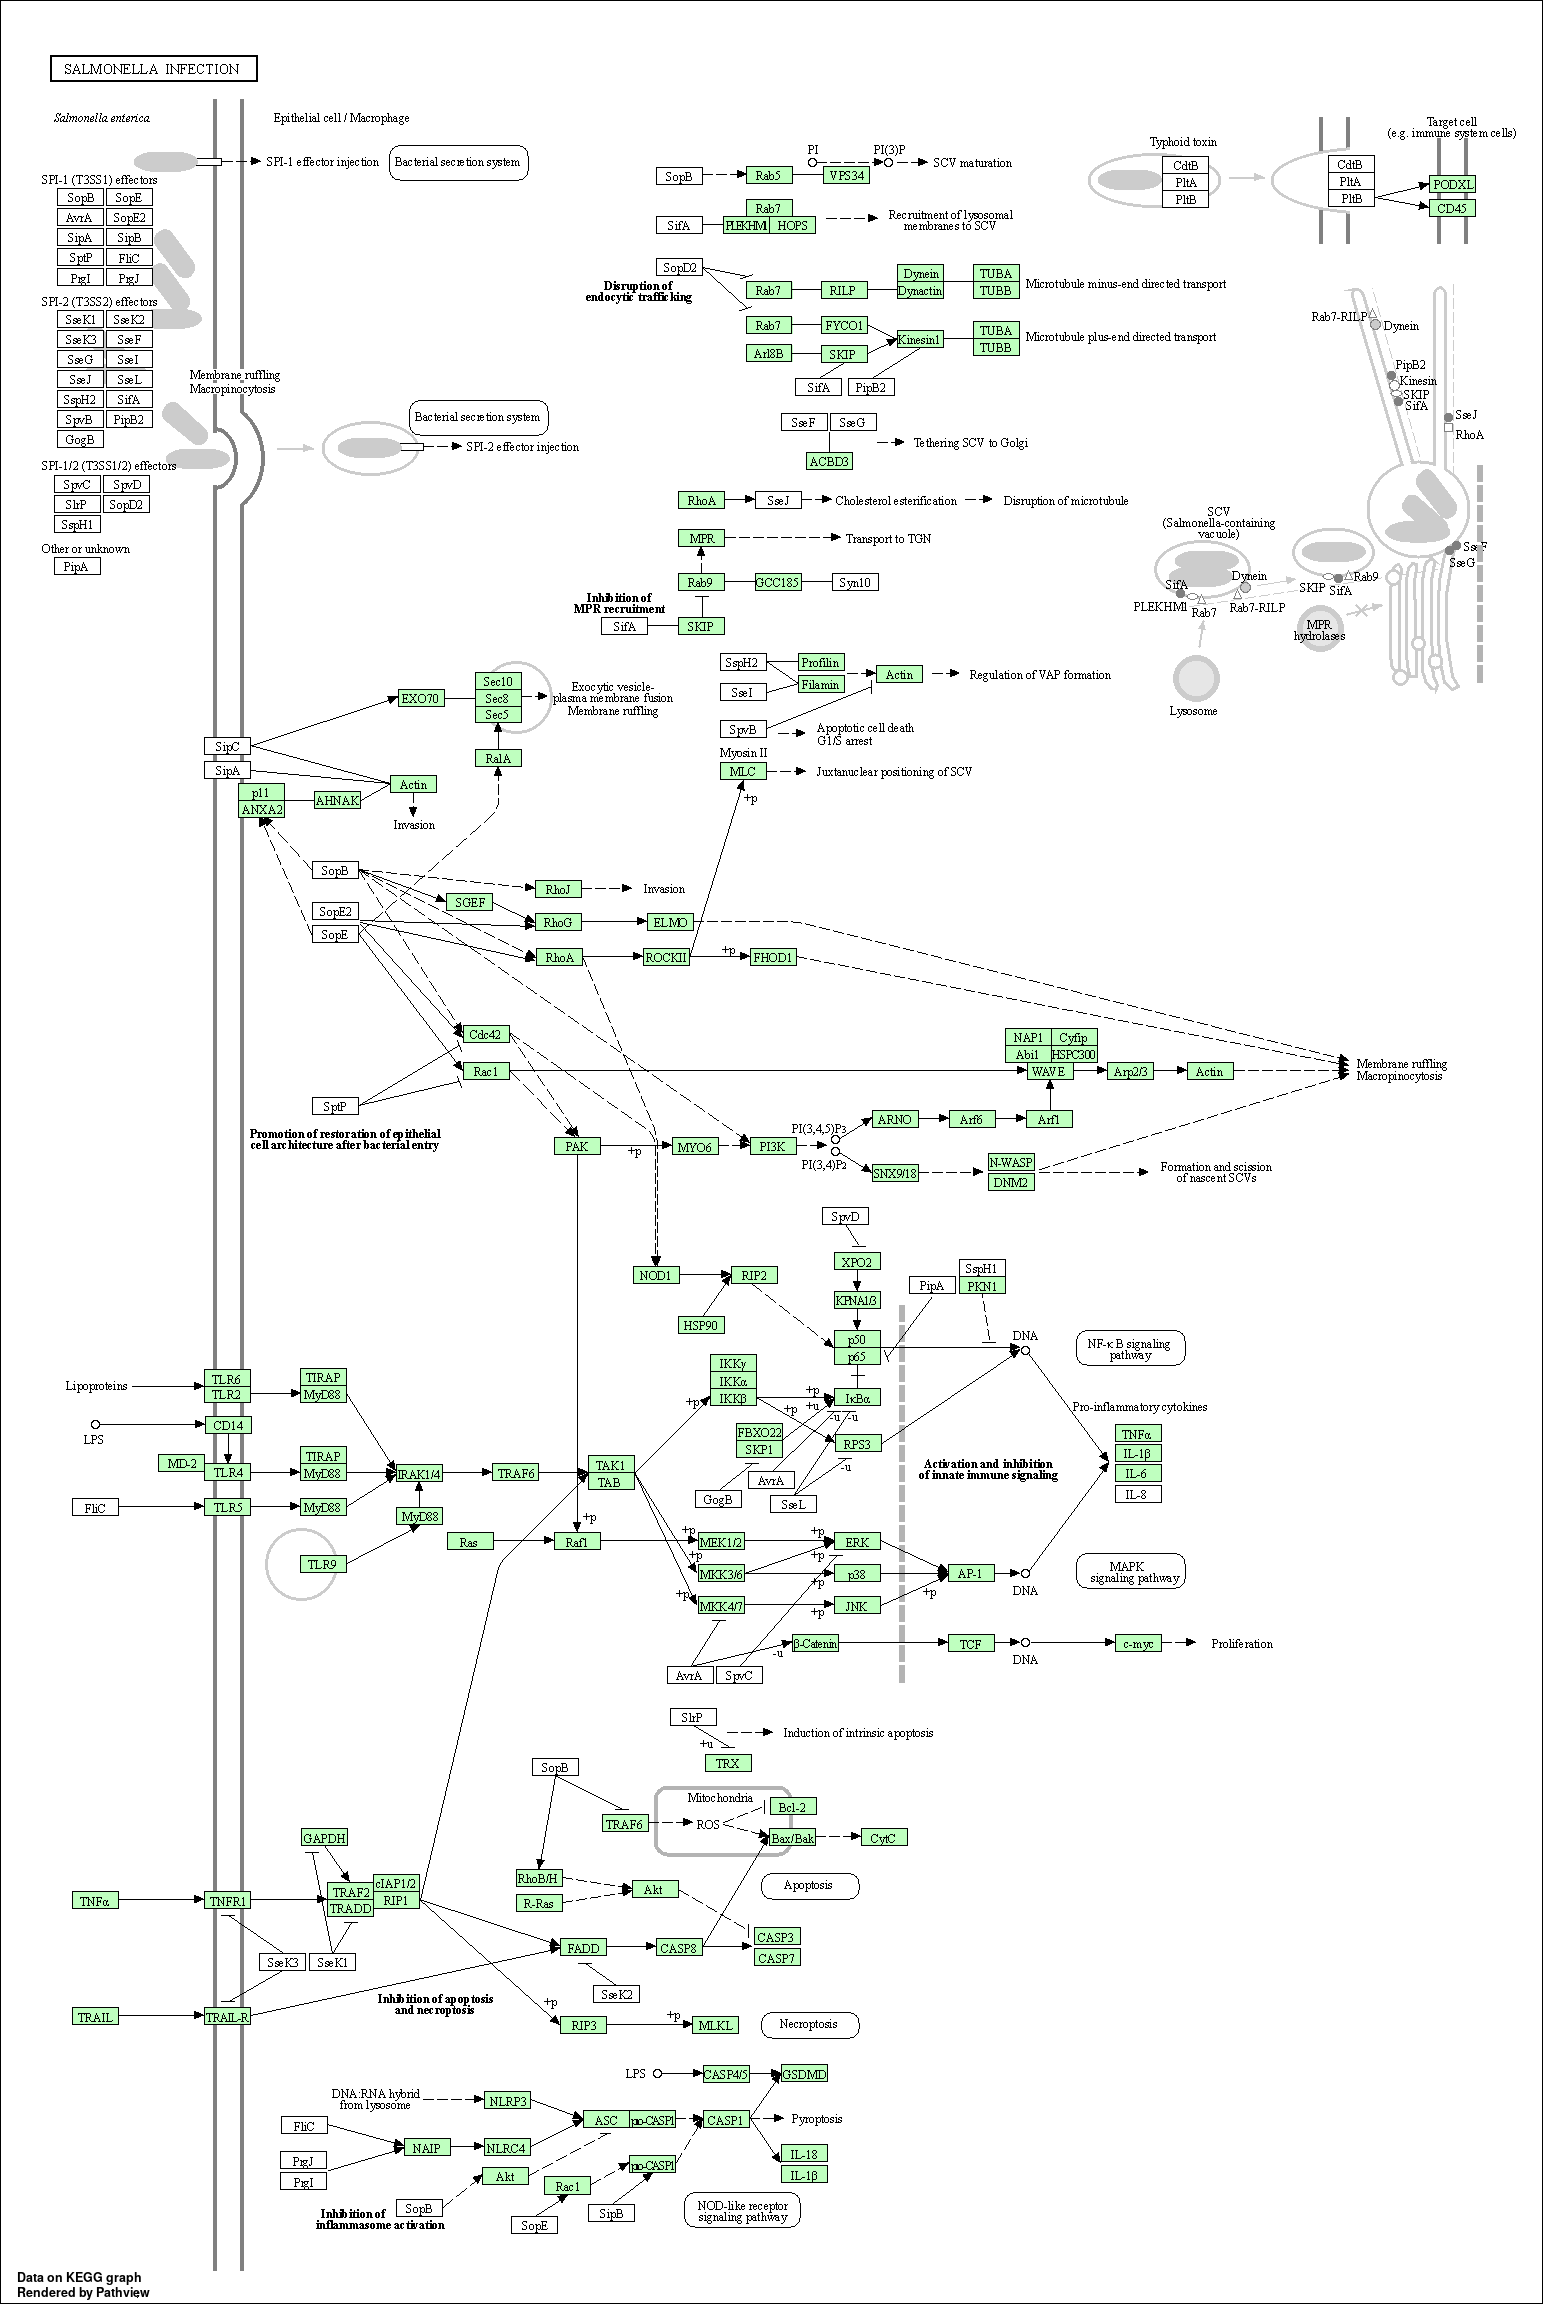 SALMONELLA INFECTION
Salmonella enterica
Epithelial cell / Macrophage
SPI-1 effector injection
Bacterial secretion system
SPI-1 (T3SS1) effectors
SopB SopE
AvrA SopE2
SipA SipB
SptP FliC
PrgI PrgJ
SPI-2 (T3SS2) effectors
SseK1 SseK2
SseK3 SseF
SseG SseI
SseJ SseL
SspH2 SifA
SpvB PipB2
GogB
SPI-1/2 (T3SS1/2) effectors
SpvC SpvD
SlrP SopD2
SspH1
Other or unknown
PipA
Membrane ruffling
Macropinocytosis
Bacterial secretion system
SPI-2 effector injection
PI PI(3)P
SCV maturation
SopB Rab5 VPS34
Rab7
SifA PLEKHM1 HOPS
Recruitment of lysosomal
membranes to SCV
SopD2
Disruption of
endocytic trafficking
Rab7 RILP Dynein
Dynactin
TUBA
TUBB
Microtubule minus-end directed transport
Rab7 FYCO1
Arl8B SKIP
Kinesin1
TUBA
TUBB
Microtubule plus-end directed transport
SifA PipB2
SseF SseG
Tethering SCV to Golgi
ACBD3
RhoA SseJ Cholesterol esterification Disruption of microtubule
MPR Transport to TGN
Rab9 GCC185 Syn10
Inhibition of
MPR recruitment
SifA SKIP
Typhoid toxin
CdtB
PltA
PltB
CdtB
PltA
PltB
Target cell
(e.g. immune system cells)
PODXL
CD45
Rab7-RILP
Dynein
PipB2
Kinesin
SKIP
SifA
SseJ
RhoA
SCV
(Salmonella-containing
vacuole)
SseF
SseG
SifA
Dynein
PLEKHM1
Rab7
Rab7-RILP
SKIP SifA
Rab9
MPR
hydrolases
Lysosome
SspH2 Profilin
SseI Filamin
Actin
Regulation of VAP formation
SpvB
Apoptotic cell death
G1/S arrest
Myosin II
MLC
Juxtanuclear positioning of SCV
+p
EXO70
Sec10
Sec8
Sec5
Exocytic vesicle-
plasma membrane fusion
Membrane ruffling
RalA
SipC
SipA
p11
ANXA2
AHNAK
Actin
Invasion
SopB
SopE2
SopE
RhoJ Invasion
SGEF
RhoG ELMO
RhoA ROCKII +p FHOD1
Cdc42
Rac1
SptP
Promotion of restoration of epithelial
cell architecture after bacterial entry
NAP1 Cyfip
Abi1 HSPC300
WAVE Arp2/3 Actin
Membrane ruffling
Macropinocytosis
ARNO Arf6 Arf1
PI(3,4,5)P3
PI(3,4)P2
PAK +p MYO6 PI3K
SNX9/18
N-WASP
DNM2
Formation and scission
of nascent SCVs
SpvD
XPO2
KPNA1/3
NOD1 RIP2
HSP90
p50
p65
PipA
SspH1
PKN1
DNA
NF-κB signaling
pathway
Lipoproteins
TLR6
TLR2
TIRAP
MyD88
LPS
CD14
MD-2
TLR4
TIRAP
MyD88
IRAK1/4 TRAF6
TAK1
TAB
FliC TLR5 MyD88
MyD88
TLR9
IKKγ
IKKα
IKKβ
+p
+p
+u
+p
IκBα
-u
-u
FBXO22
SKP1
RPS3
-u
AvrA
GogB
SseL
Activation and inhibition
of innate immune signaling
Pro-inflammatory cytokines
TNFα
IL-1β
IL-6
IL-8
Ras
+p
Raf1
+p
MEK1/2
+p
ERK
+p
+p
MKK3/6
p38
+p
+p
MKK4/7
+p
JNK
+p
AP-1
DNA
MAPK
signaling pathway
β-Catenin
-u
TCF
DNA
c-myc
Proliferation
AvrA SpvC
SlrP
+u
Induction of intrinsic apoptosis
TRX
SopB
Mitochondria
TRAF6 ROS
Bcl-2
Bax/Bak
CytC
RhoB/H
R-Ras
Akt
Apoptosis
GAPDH
TNFα TNFR1
TRAF2
TRADD
cIAP1/2
RIP1
SseK3 SseK1
FADD CASP8
CASP3
CASP7
SseK2
TRAIL TRAIL-R
Inhibition of apoptosis
and necroptosis
+p
RIP3
+p
MLKL
Necroptosis
LPS CASP4/5 GSDMD
DNA:RNA hybrid
from lysosome
NLRP3
ASC pro-CASP1 CASP1
Pyroptosis
FliC
NAIP NLRC4
PrgJ
PrgI
Akt
pro-CASP1
IL-18
IL-1β
Rac1
SopB
Inhibition of
inflammasome activation
SopE
SipB
NOD-like receptor
signaling pathway
Data on KEGG graph
Rendered by Pathview